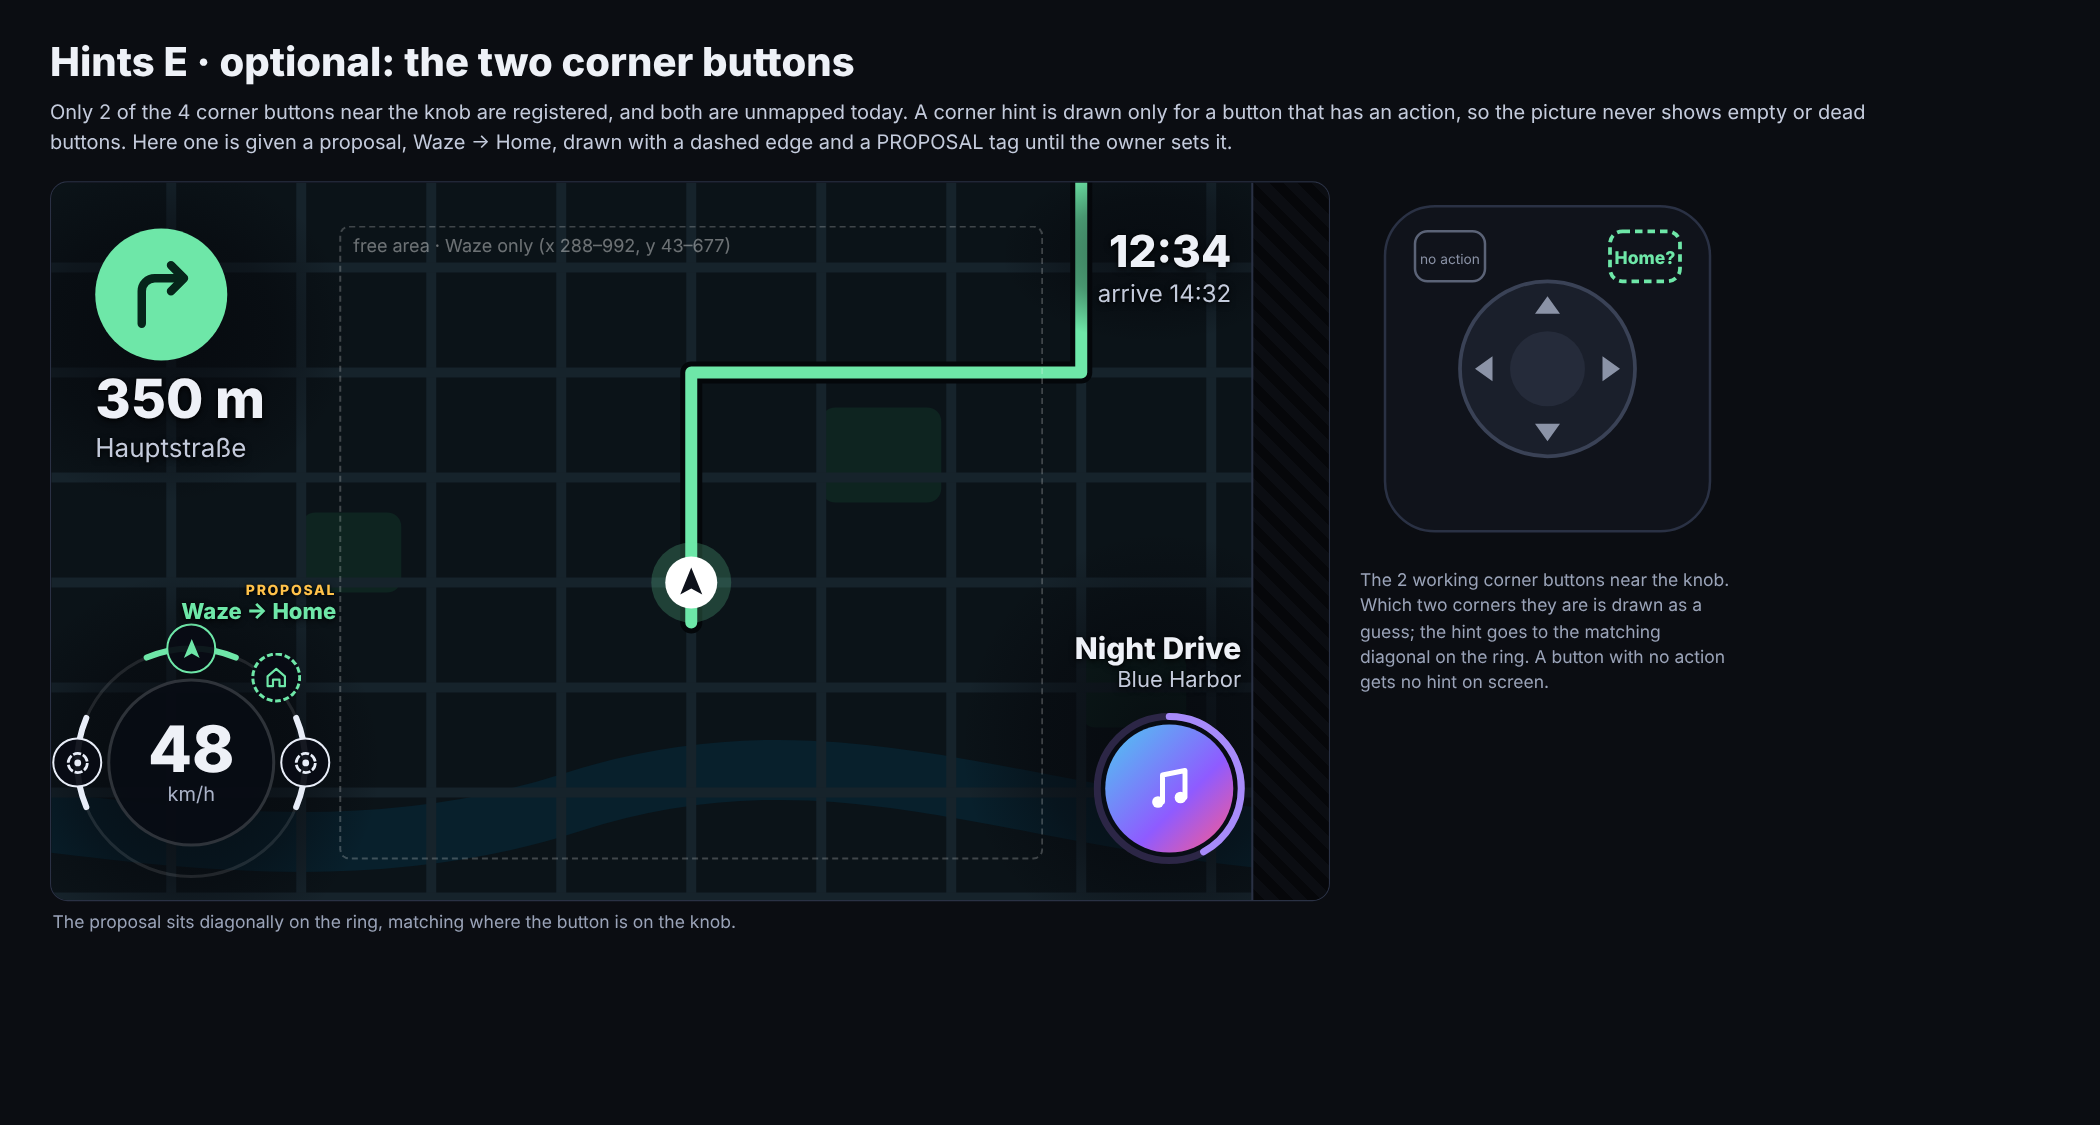 Hints E · optional: the two corner buttons
Only 2 of the 4 corner buttons near the knob are registered, and both are unmapped today. A corner hint is drawn only for a button that has an action, so the picture never shows empty or dead
buttons. Here one is given a proposal, Waze → Home, drawn with a dashed edge and a PROPOSAL tag until the owner sets it.
free area · Waze only (x 288–992, y 43–677)
12:34
arrive 14:32
350 m
Hauptstraße
PROPOSAL
Waze → Home
48
km/h
Night Drive
Blue Harbor
The proposal sits diagonally on the ring, matching where the button is on the knob.
no action
Home?
The 2 working corner buttons near the knob.
Which two corners they are is drawn as a
guess; the hint goes to the matching
diagonal on the ring. A button with no action
gets no hint on screen.